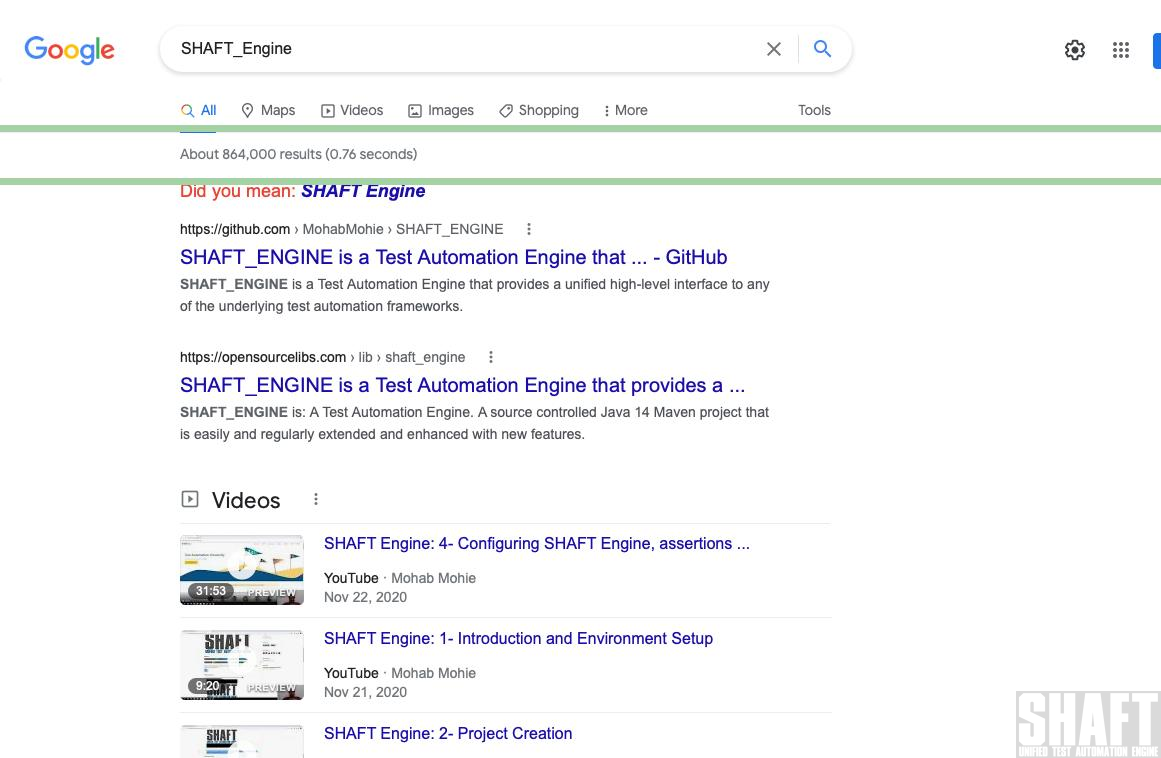 Google
SHAFT_Engine
All Maps Videos Images Shopping More Tools
About 864,000 results (0.76 seconds)
Did you mean: SHAFT Engine
https://github.com › MohabMohie › SHAFT_ENGINE
SHAFT_ENGINE is a Test Automation Engine that ... - GitHub
SHAFT_ENGINE is a Test Automation Engine that provides a unified high-level interface to any
of the underlying test automation frameworks.
https://opensourcelibs.com › lib › shaft_engine
SHAFT_ENGINE is a Test Automation Engine that provides a ...
SHAFT_ENGINE is: A Test Automation Engine. A source controlled Java 14 Maven project that
is easily and regularly extended and enhanced with new features.
Videos
SHAFT Engine: 4- Configuring SHAFT Engine, assertions ...
YouTube · Mohab Mohie
Nov 22, 2020
31:53 PREVIEW
SHAFT Engine: 1- Introduction and Environment Setup
SHAFT
YouTube · Mohab Mohie
Nov 21, 2020
9:20 PREVIEW
SHAFT Engine: 2- Project Creation
SHAFT
SHAFT
UNIFIED TEST AUTOMATION ENGINE